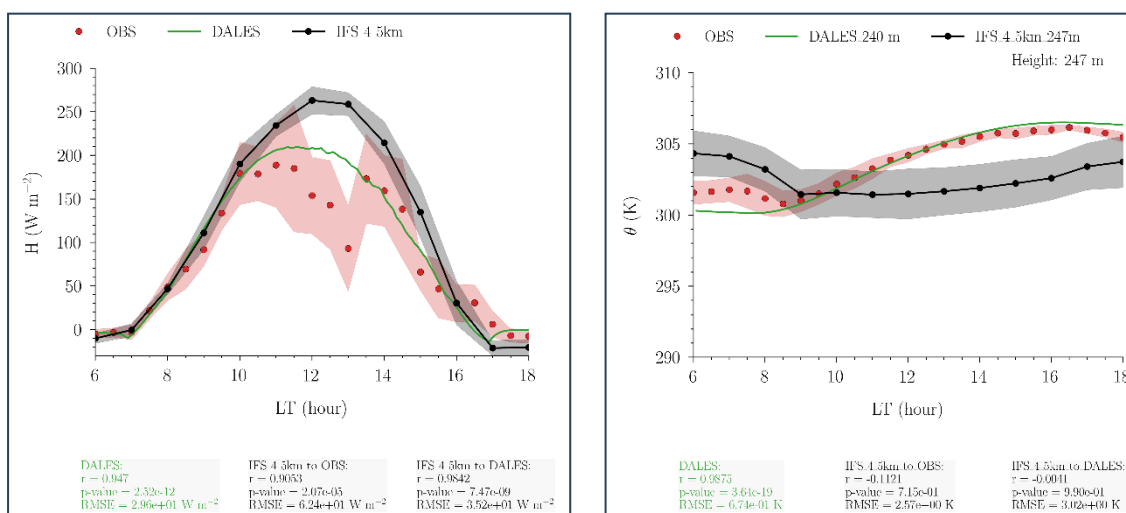 OBS DALES IFS 4.5km
300
250
200
150
100
50
0
H (W m⁻²)
6 8 10 12 14 16 18
LT (hour)
DALES:
r = 0.947
p-value = 2.52e-12
RMSE = 2.96e+01 W m⁻²
IFS 4.5km to OBS:
r = 0.9053
p-value = 2.07e-05
RMSE = 6.24e+01 W m⁻²
IFS 4.5km to DALES:
r = 0.9842
p-value = 7.47e-09
RMSE = 3.52e+01 W m⁻²
OBS DALES 240 m IFS 4.5km 247m
Height: 247 m
310
305
300
295
290
θ (K)
6 8 10 12 14 16 18
LT (hour)
DALES:
r = 0.9875
p-value = 3.64e-19
RMSE = 6.74e-01 K
IFS 4.5km to OBS:
r = -0.1121
p-value = 7.15e-01
RMSE = 2.57e+00 K
IFS 4.5km to DALES:
r = -0.0041
p-value = 9.90e-01
RMSE = 3.02e+00 K